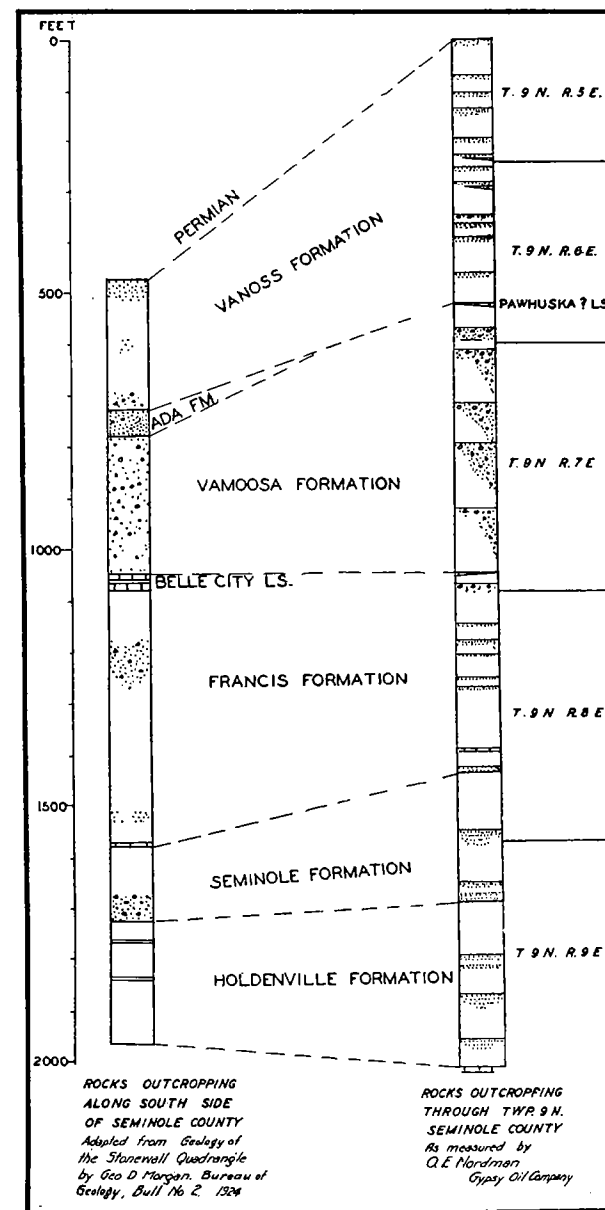 FEET
0
500
1000
1500
2000
PERMIAN
VANOSS FORMATION
ADA FM.
VAMOOSA FORMATION
BELLE CITY LS.
FRANCIS FORMATION
SEMINOLE FORMATION
HOLDENVILLE FORMATION
T. 9 N. R. 5 E.
T. 9 N. R. 6 E.
PAWHUSKA ? LS
T. 9 N R. 7 E
T. 9 N R. 8 E
T 9 N. R. 9 E
ROCKS OUTCROPPING
ALONG SOUTH SIDE
OF SEMINOLE COUNTY
Adapted from Geology of
the Stonewall Quadrangle
by Geo D Morgan. Bureau of
Geology, Bull No 2. 1924
ROCKS OUTCROPPING
THROUGH TWP. 9 N.
SEMINOLE COUNTY
As measured by
O. E Nordman
Gypsy Oil Company